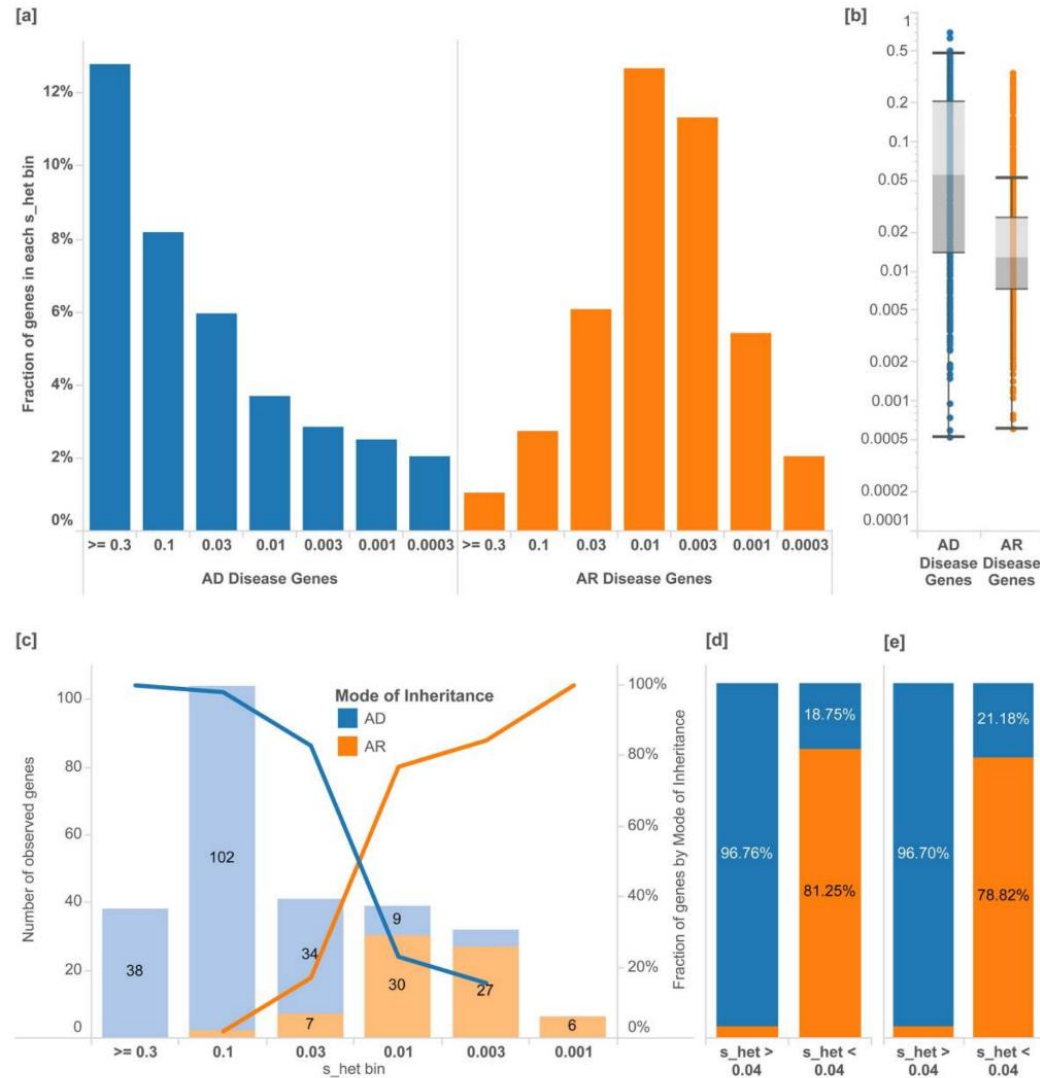 [a]
Fraction of genes in each s_het bin
12%
10%
8%
6%
4%
2%
0%
>= 0.3 0.1 0.03 0.01 0.003 0.001 0.0003
AD Disease Genes
>= 0.3 0.1 0.03 0.01 0.003 0.001 0.0003
AR Disease Genes
[b]
1
0.5
0.2
0.1
0.05
0.02
0.01
0.005
0.002
0.001
0.0005
0.0002
0.0001
AD Disease Genes
AR Disease Genes
[c]
Number of observed genes
100
80
60
40
20
0
Mode of Inheritance
AD
AR
38
102
34
7
9
30
27
6
>= 0.3 0.1 0.03 0.01 0.003 0.001
s_het bin
100%
80%
60%
40%
20%
0%
Fraction of genes by Mode of Inheritance
[d]
96.76%
18.75%
81.25%
s_het > 0.04
s_het < 0.04
[e]
96.70%
21.18%
78.82%
s_het > 0.04
s_het < 0.04